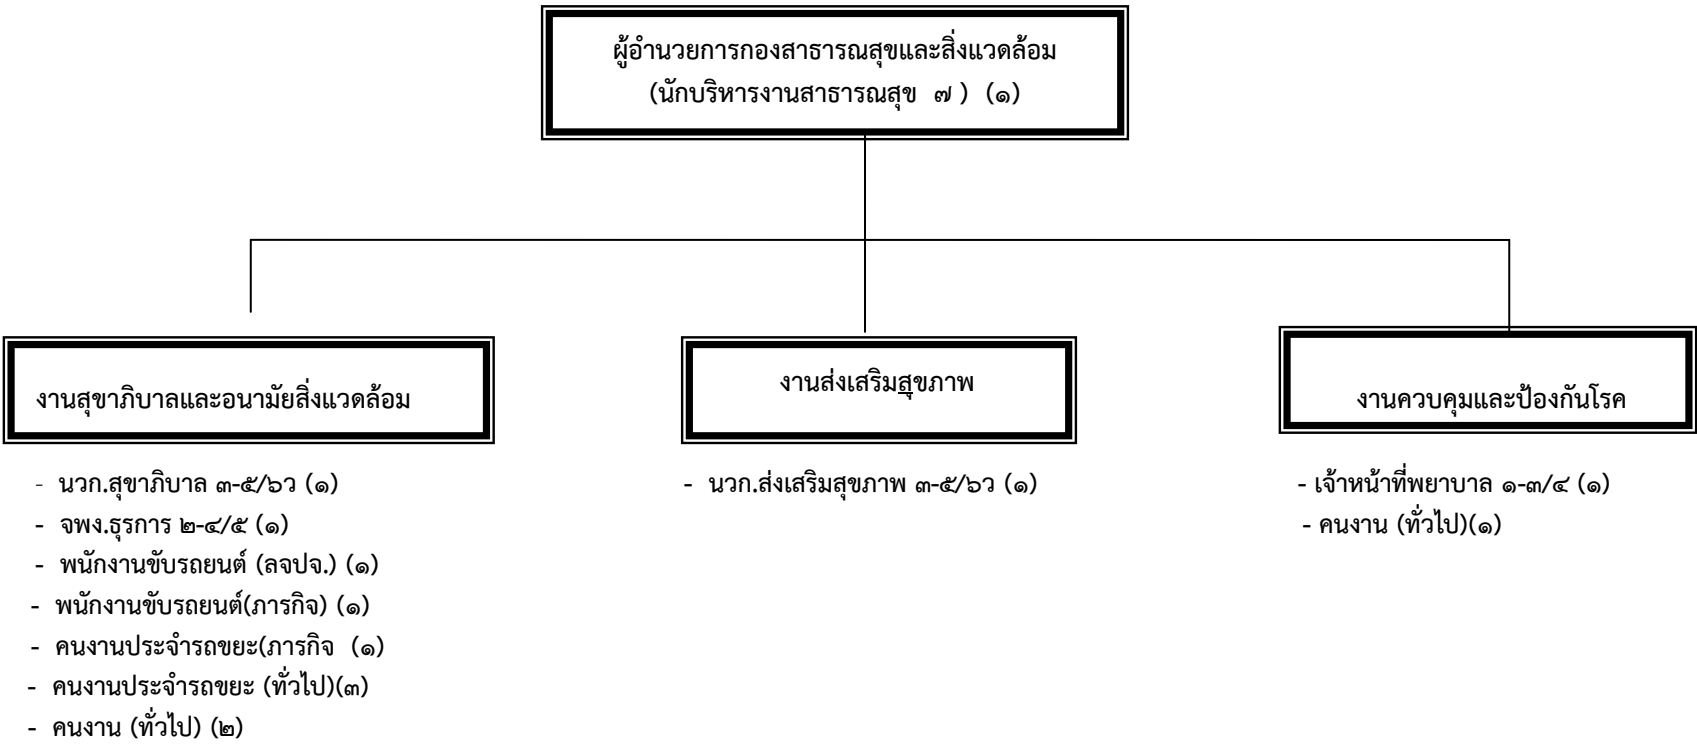 ผู้อำนวยการกองสาธารณสุขและสิ่งแวดล้อม
(นักบริหารงานสาธารณสุข ๗ ) (๑)
งานสุขาภิบาลและอนามัยสิ่งแวดล้อม
- นวก.สุขาภิบาล ๓-๕/๖ว (๑)
- จพง.ธุรการ ๒-๔/๕ (๑)
- พนักงานขับรถยนต์ (ลจปจ.) (๑)
- พนักงานขับรถยนต์(ภารกิจ) (๑)
- คนงานประจำรถขยะ(ภารกิจ (๑)
- คนงานประจำรถขยะ (ทั่วไป)(๓)
- คนงาน (ทั่วไป) (๒)
งานส่งเสริมสุขภาพ
- นวก.ส่งเสริมสุขภาพ ๓-๕/๖ว (๑)
งานควบคุมและป้องกันโรค
- เจ้าหน้าที่พยาบาล ๑-๓/๔ (๑)
- คนงาน (ทั่วไป)(๑)